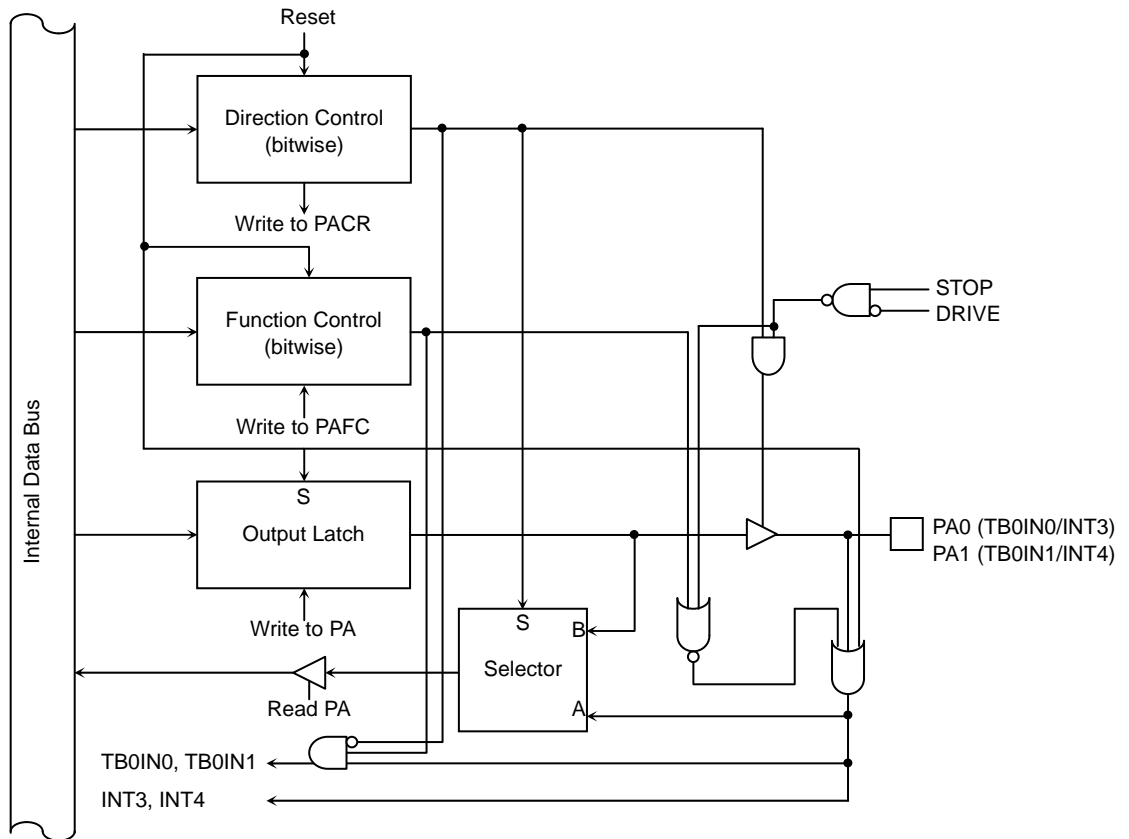 Reset
Internal Data Bus
Direction Control
(bitwise)
Write to PACR
Function Control
(bitwise)
STOP
DRIVE
Write to PAFC
S
Output Latch
PA0 (TB0IN0/INT3)
PA1 (TB0IN1/INT4)
Write to PA
S
B
Selector
A
Read PA
TB0IN0, TB0IN1
INT3, INT4